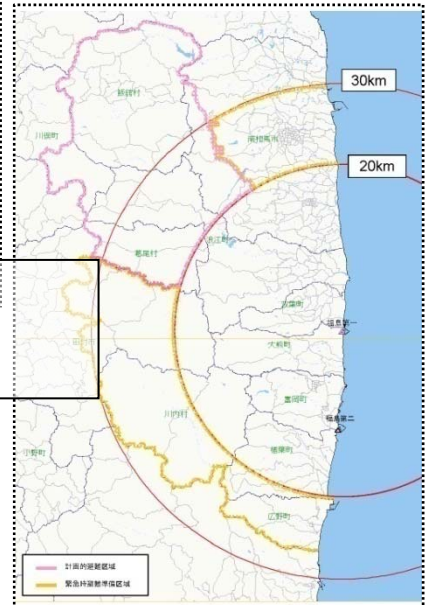 30km
飯舘村
川俣町
南相馬市
20km
浪江町
葛尾村
双葉町
福島第一
大熊町
田村市
富岡町
川内村
福島第二
楢葉町
小野町
広野町
計画的避難区域
緊急時避難準備区域